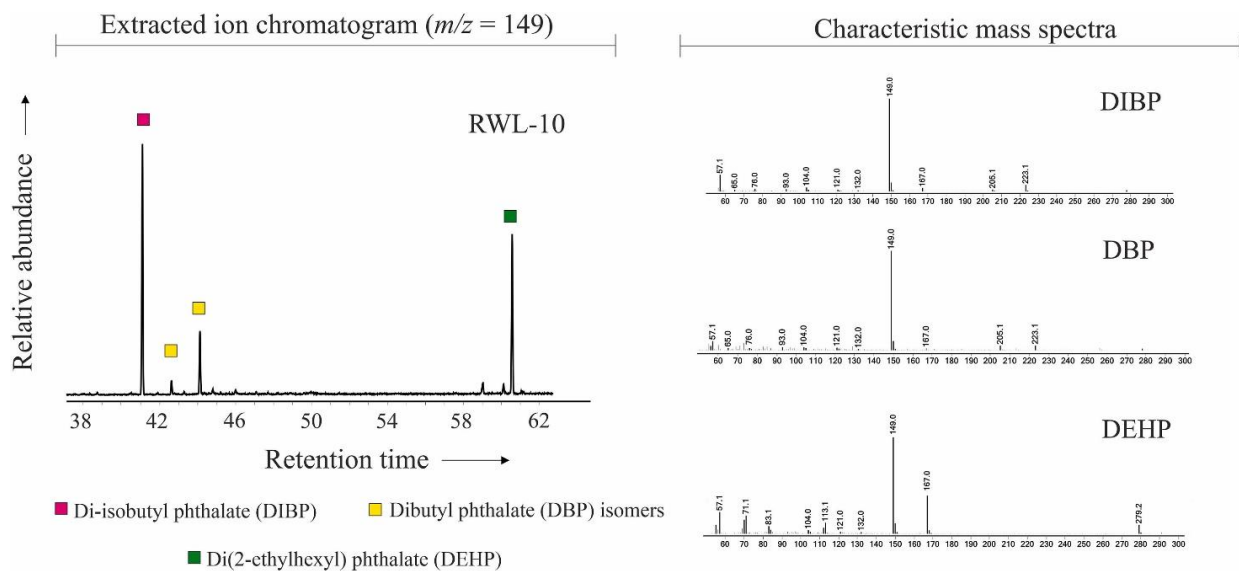 Extracted ion chromatogram (m/z = 149)
Relative abundance
RWL-10
38 42 46 50 54 58 62
Retention time
Di-isobutyl phthalate (DIBP)
Dibutyl phthalate (DBP) isomers
Di(2-ethylhexyl) phthalate (DEHP)
Characteristic mass spectra
DIBP
57.1 65.0 76.0 93.0 104.0 121.0 132.0 149.0 167.0 205.1 223.1
60 70 80 90 100 110 120 130 140 150 160 170 180 190 200 210 220 230 240 250 260 270 280 290 300
DBP
57.1 65.0 76.0 93.0 104.0 121.0 132.0 149.0 167.0 205.1 223.1
60 70 80 90 100 110 120 130 140 150 160 170 180 190 200 210 220 230 240 250 260 270 280 290 300
DEHP
57.1 71.1 83.1 104.0 113.1 121.0 132.0 149.0 167.0 279.2
60 70 80 90 100 110 120 130 140 150 160 170 180 190 200 210 220 230 240 250 260 270 280 290 300